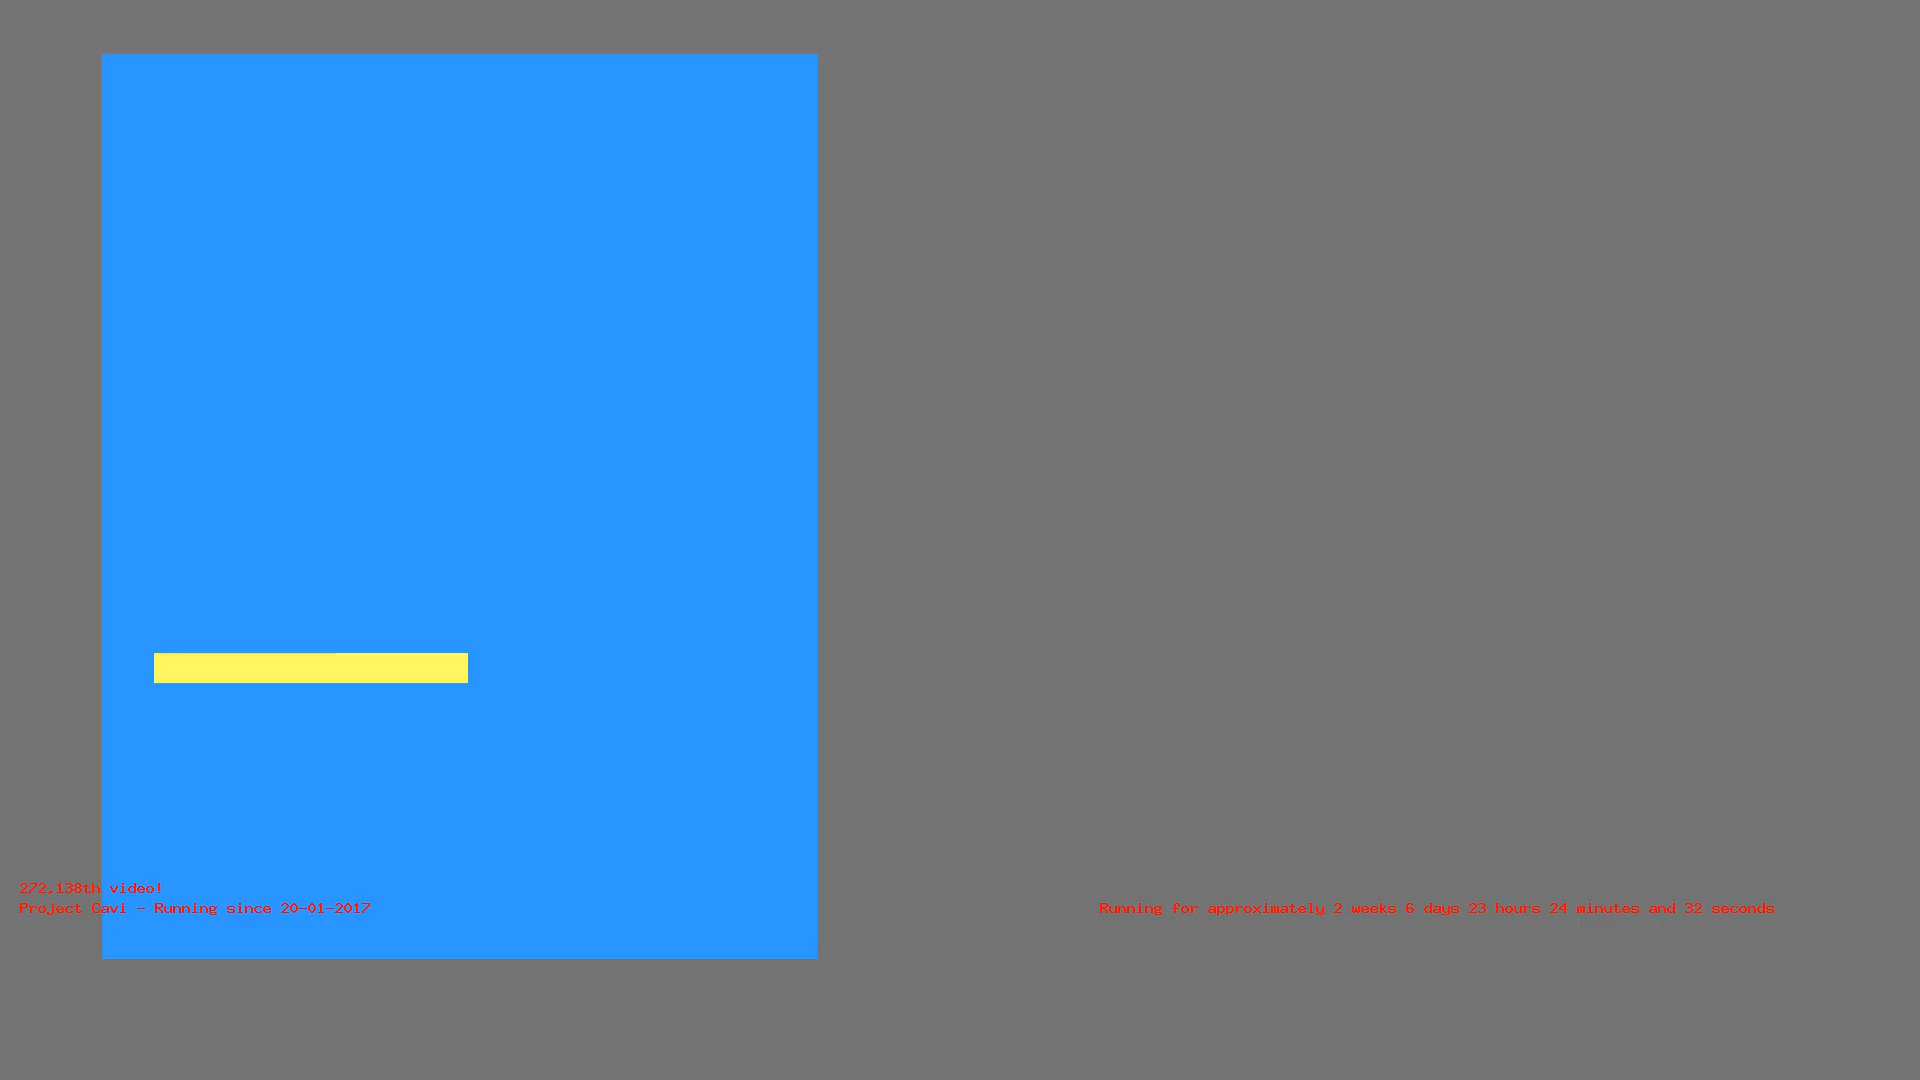 272,138th video!
Project Cavi - Running since 20-01-2017
Running for approximately 2 weeks 6 days 23 hours 24 minutes and 32 seconds